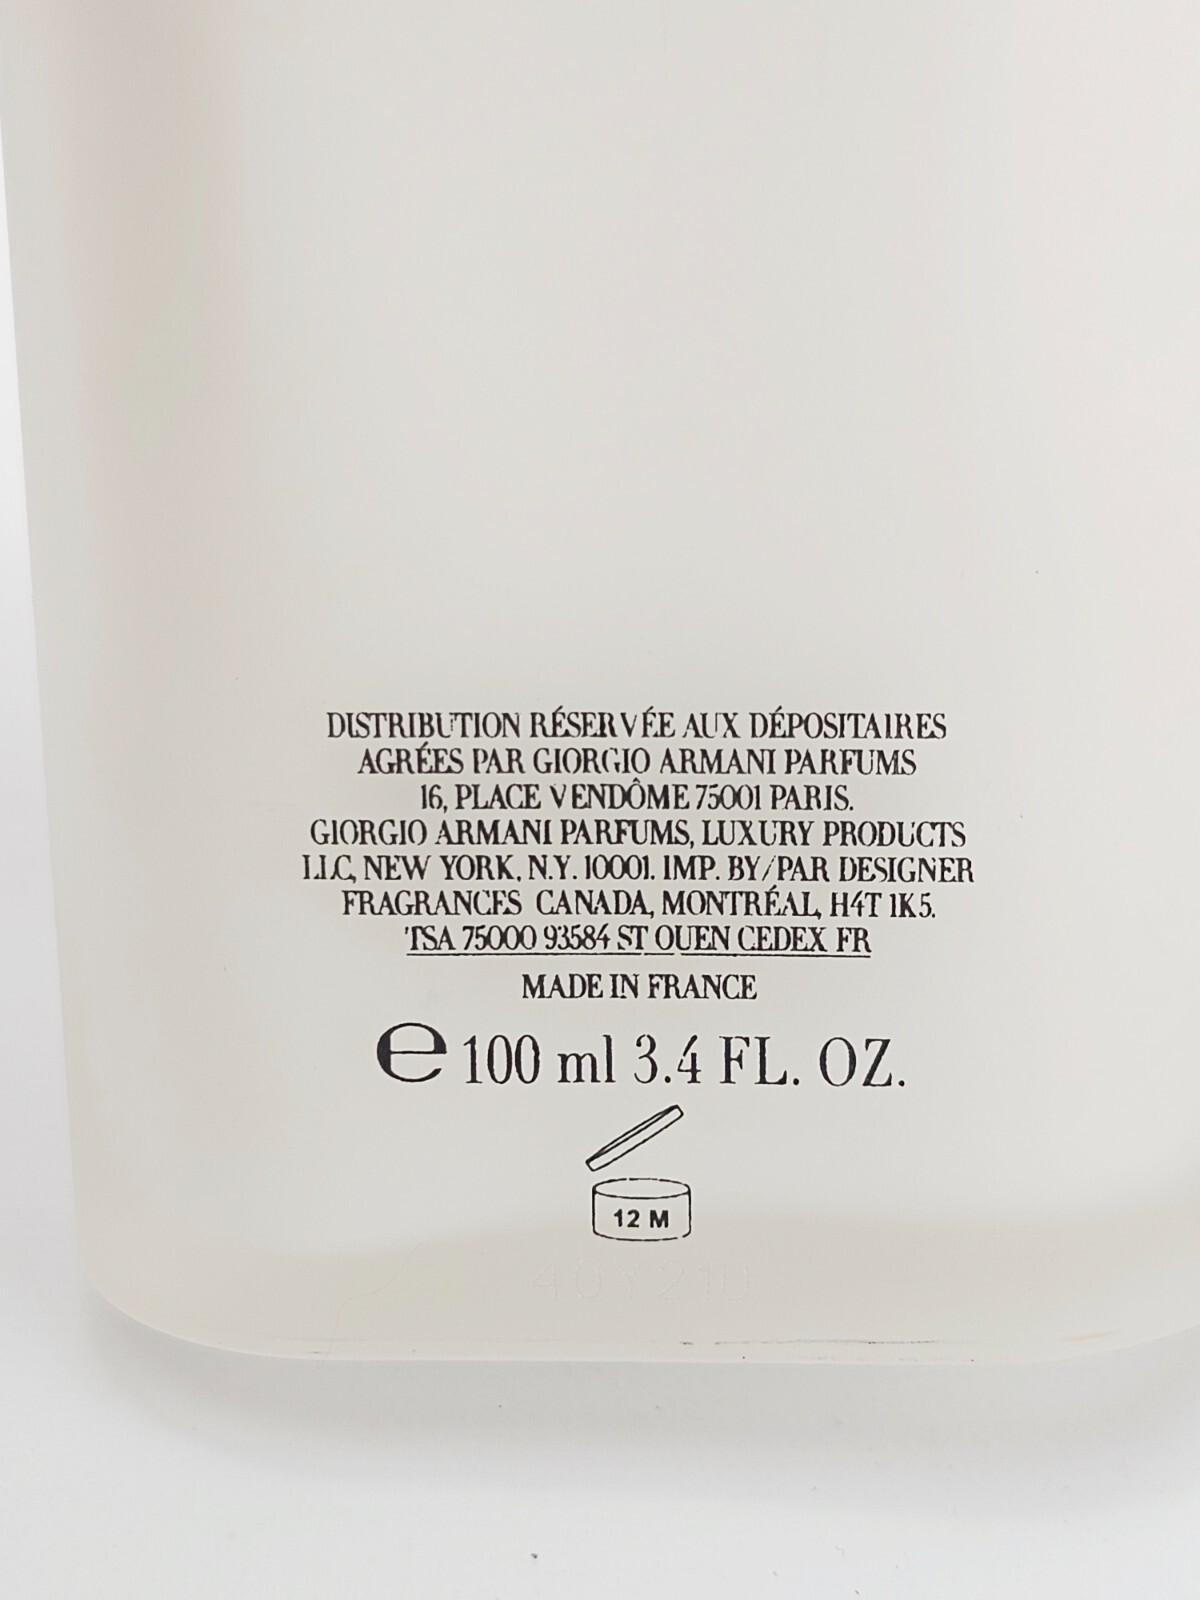 DISTRIBUTION RÉSERVÉE AUX DÉPOSITAIRES
AGRÉES PAR GIORGIO ARMANI PARFUMS
16, PLACE VENDÔME 75001 PARIS.
GIORGIO ARMANI PARFUMS, LUXURY PRODUCTS
LLC, NEW YORK, N.Y. 10001. IMP. BY/PAR DESIGNER
FRAGRANCES CANADA, MONTRÉAL, H4T 1K5.
TSA 75000 93584 ST OUEN CEDEX FR
MADE IN FRANCE
e 100 ml 3.4 FL. OZ.
12 M